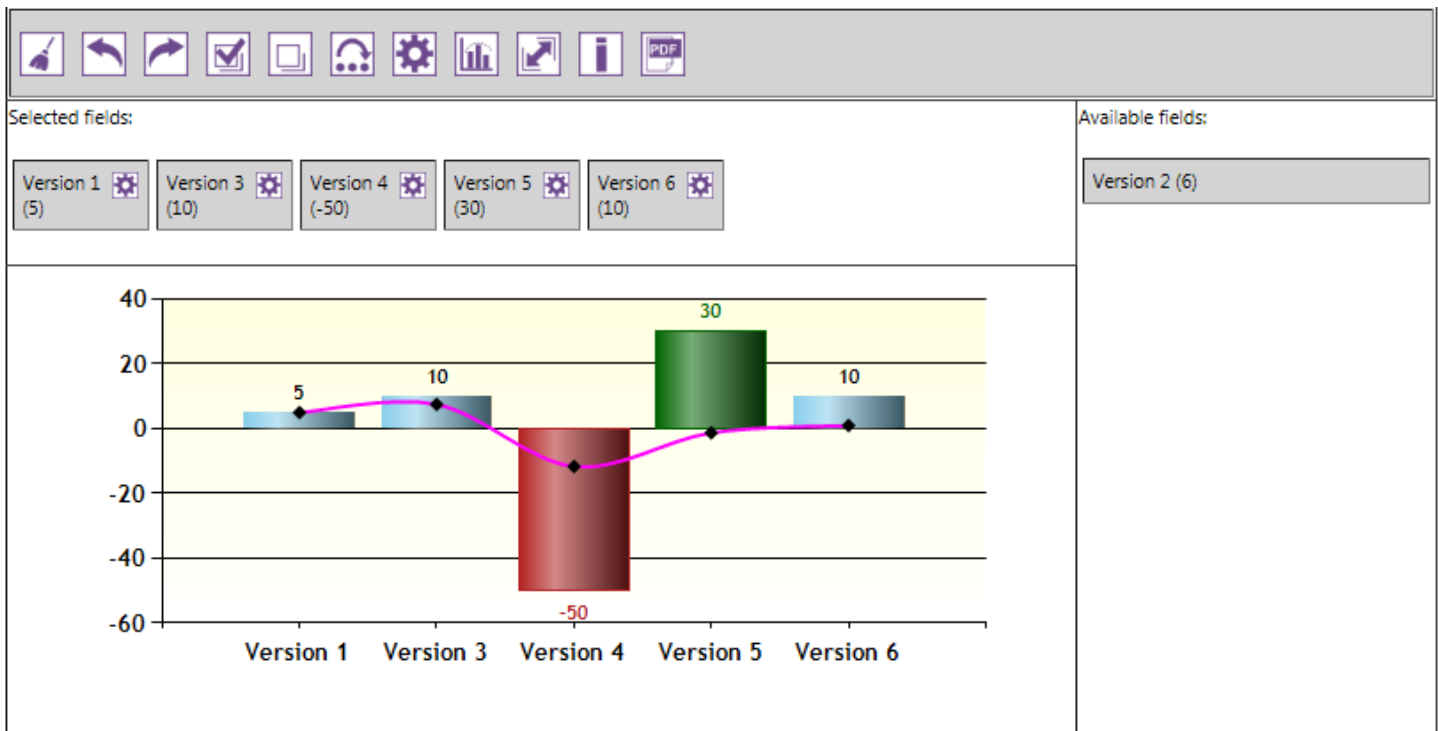 PDF
Selected fields:
Available fields:
Version 1
(5)
Version 3
(10)
Version 4
(-50)
Version 5
(30)
Version 6
(10)
Version 2 (6)
40
20
0
-20
-40
-60
5
10
-50
30
10
Version 1
Version 3
Version 4
Version 5
Version 6